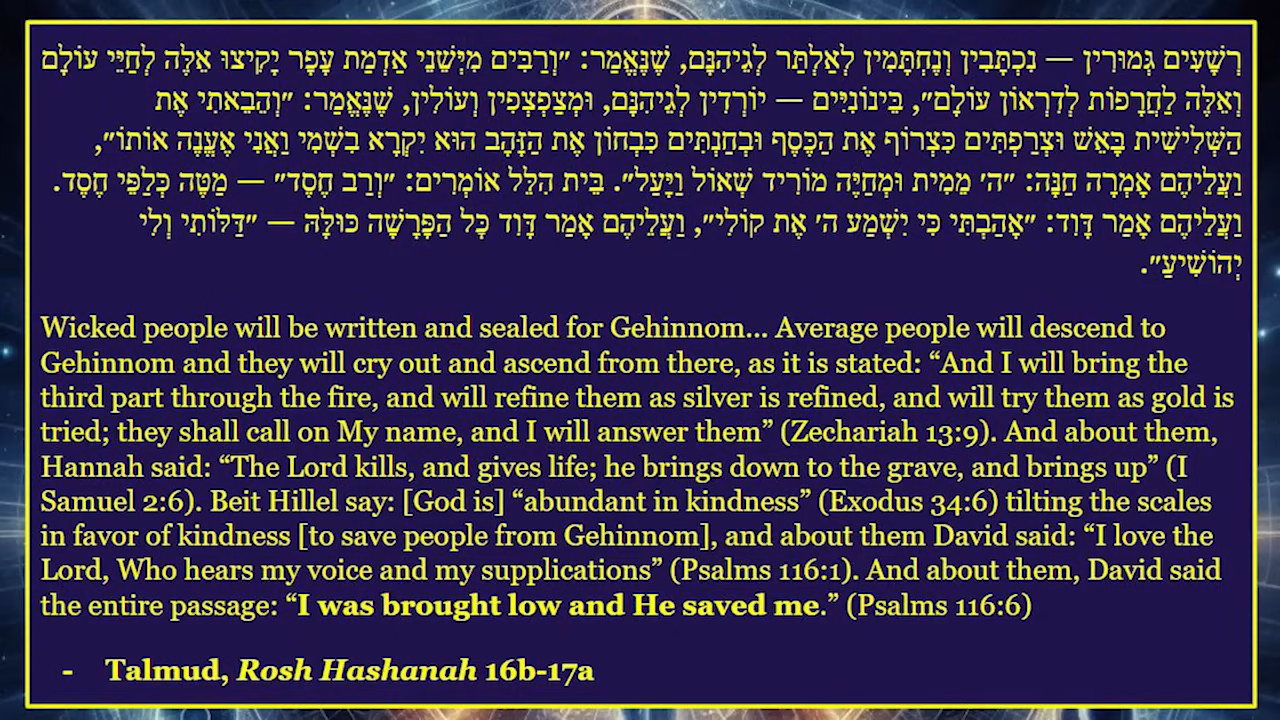 רְשָׁעִים גְּמוּרִין — נִכְתָּבִין וְנֶחְתָּמִין לְאַלְתַּר לְגֵיהִנָּם, שֶׁנֶּאֱמַר: ״וְרַבִּים מִיְּשֵׁנֵי אַדְמַת עָפָר יָקִיצוּ אֵלֶּה לְחַיֵּי עוֹלָם
וְאֵלֶּה לַחֲרָפוֹת לְדִרְאוֹן עוֹלָם״, בֵּינוֹנִיִּים — יוֹרְדִין לְגֵיהִנָּם, וּמְצַפְצְפִין וְעוֹלִין, שֶׁנֶּאֱמַר: ״וְהֵבֵאתִי אֶת
הַשְּׁלִישִׁית בָּאֵשׁ וּצְרַפְתִּים כִּצְרוֹף אֶת הַכֶּסֶף וּבְחַנְתִּים כִּבְחוֹן אֶת הַזָּהָב הוּא יִקְרָא בִשְׁמִי וַאֲנִי אֶעֱנֶה אוֹתוֹ״,
וַעֲלֵיהֶם אָמְרָה חַנָּה: ״ה׳ מֵמִית וּמְחַיֶּה מוֹרִיד שְׁאוֹל וַיָּעַל״. בֵּית הִלֵּל אוֹמְרִים: ״וְרַב חֶסֶד״ — מַטֶּה כְּלַפֵּי חֶסֶד.
וַעֲלֵיהֶם אָמַר דָּוִד: ״אָהַבְתִּי כִּי יִשְׁמַע ה׳ אֶת קוֹלִי״, וַעֲלֵיהֶם אָמַר דָּוִד כׇּל הַפָּרָשָׁה כּוּלָּהּ — ״דַּלּוֹתִי וְלִי
יְהוֹשִׁיעַ״.
Wicked people will be written and sealed for Gehinnom... Average people will descend to
Gehinnom and they will cry out and ascend from there, as it is stated: “And I will bring the
third part through the fire, and will refine them as silver is refined, and will try them as gold is
tried; they shall call on My name, and I will answer them” (Zechariah 13:9). And about them,
Hannah said: “The Lord kills, and gives life; he brings down to the grave, and brings up” (I
Samuel 2:6). Beit Hillel say: [God is] “abundant in kindness” (Exodus 34:6) tilting the scales
in favor of kindness [to save people from Gehinnom], and about them David said: “I love the
Lord, Who hears my voice and my supplications” (Psalms 116:1). And about them, David said
the entire passage: “I was brought low and He saved me.” (Psalms 116:6)
- Talmud, Rosh Hashanah 16b-17a